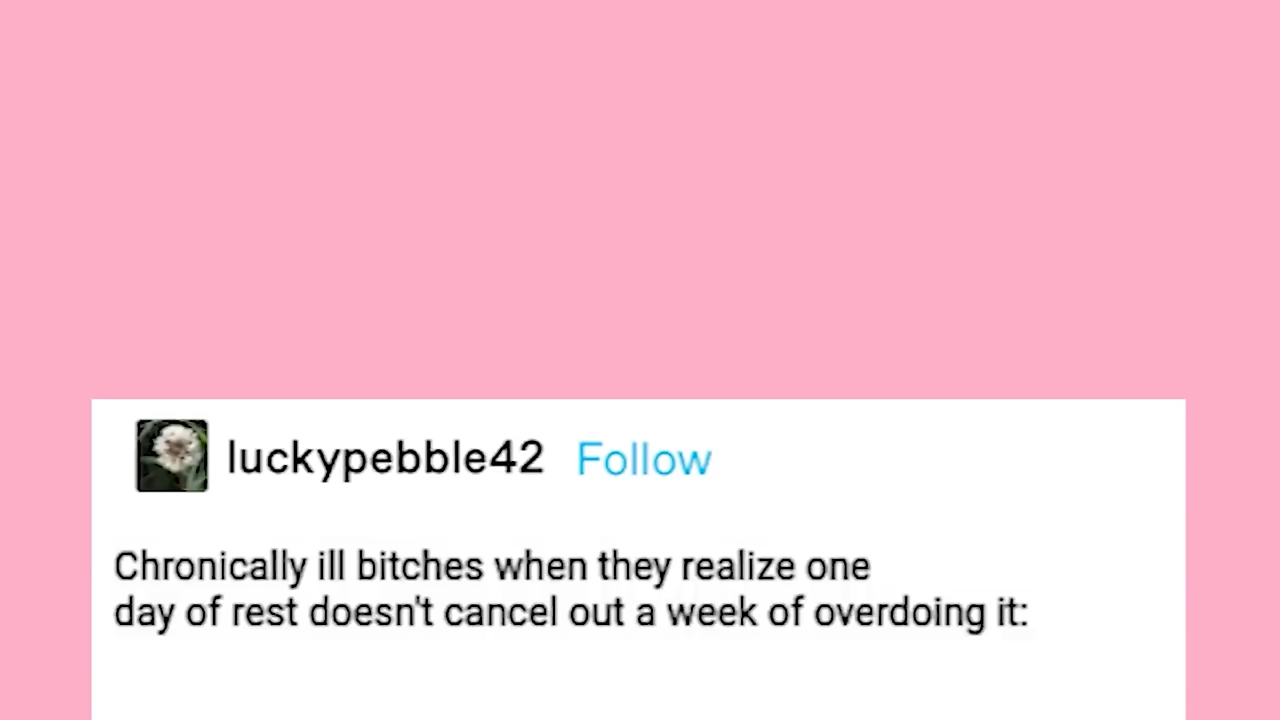 luckypebble42 Follow
Chronically ill bitches when they realize one
day of rest doesn't cancel out a week of overdoing it: